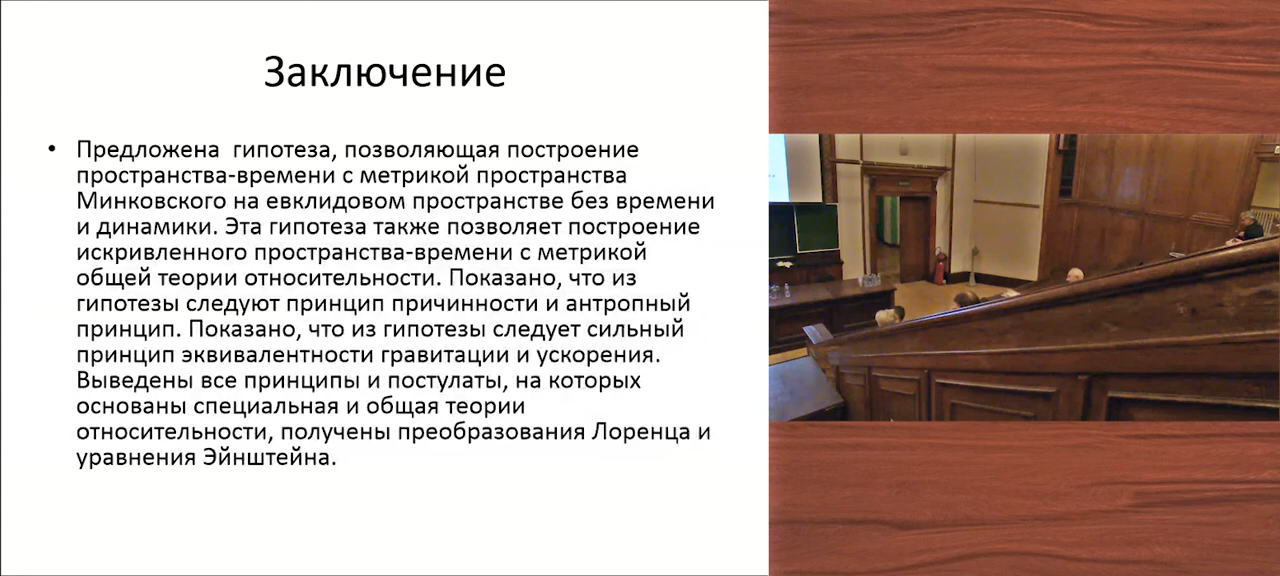 Заключение
• Предложена гипотеза, позволяющая построение
пространства-времени с метрикой пространства
Минковского на евклидовом пространстве без времени
и динамики. Эта гипотеза также позволяет построение
искривленного пространства-времени с метрикой
общей теории относительности. Показано, что из
гипотезы следуют принцип причинности и антропный
принцип. Показано, что из гипотезы следует сильный
принцип эквивалентности гравитации и ускорения.
Выведены все принципы и постулаты, на которых
основаны специальная и общая теории
относительности, получены преобразования Лоренца и
уравнения Эйнштейна.